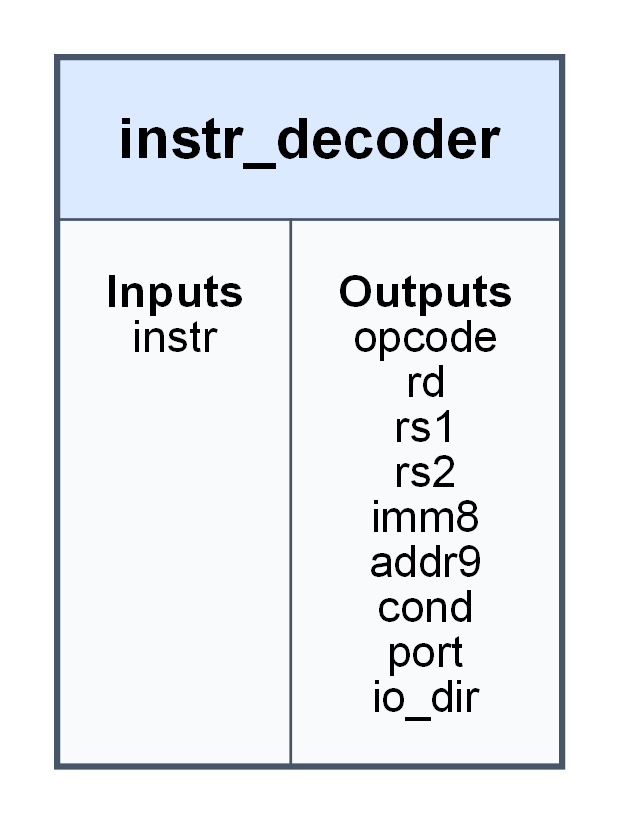 instr_decoder
Inputs
instr
Outputs
opcode
rd
rs1
rs2
imm8
addr9
cond
port
io_dir